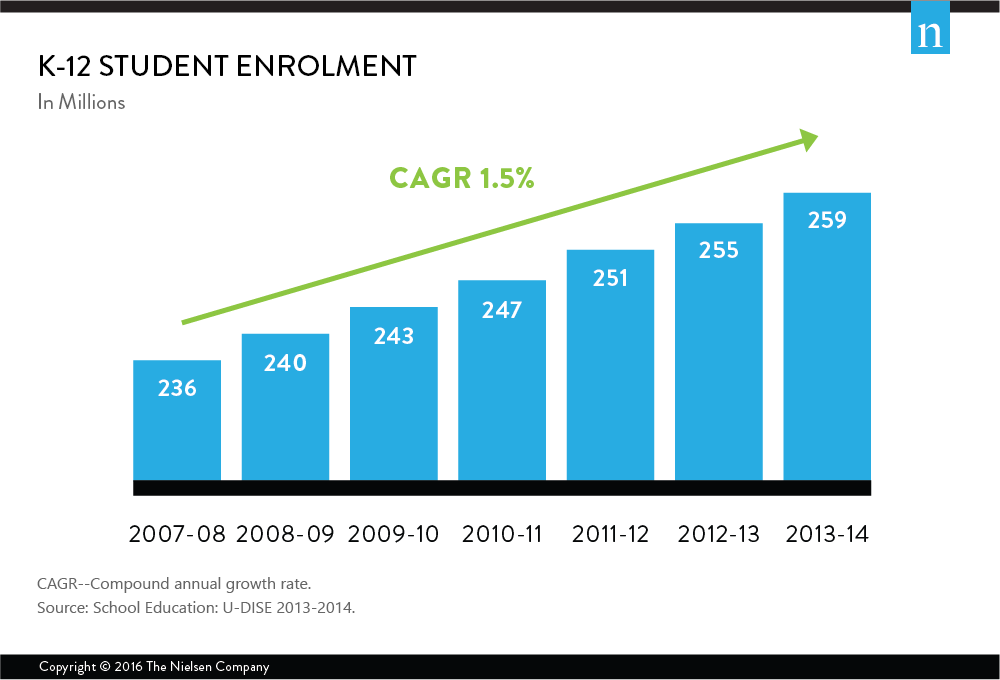 n
K-12 STUDENT ENROLMENT
In Millions
CAGR 1.5%
236
240
243
247
251
255
259
2007-08 2008-09 2009-10 2010-11 2011-12 2012-13 2013-14
CAGR--Compound annual growth rate.
Source: School Education: U-DISE 2013-2014.
Copyright © 2016 The Nielsen Company